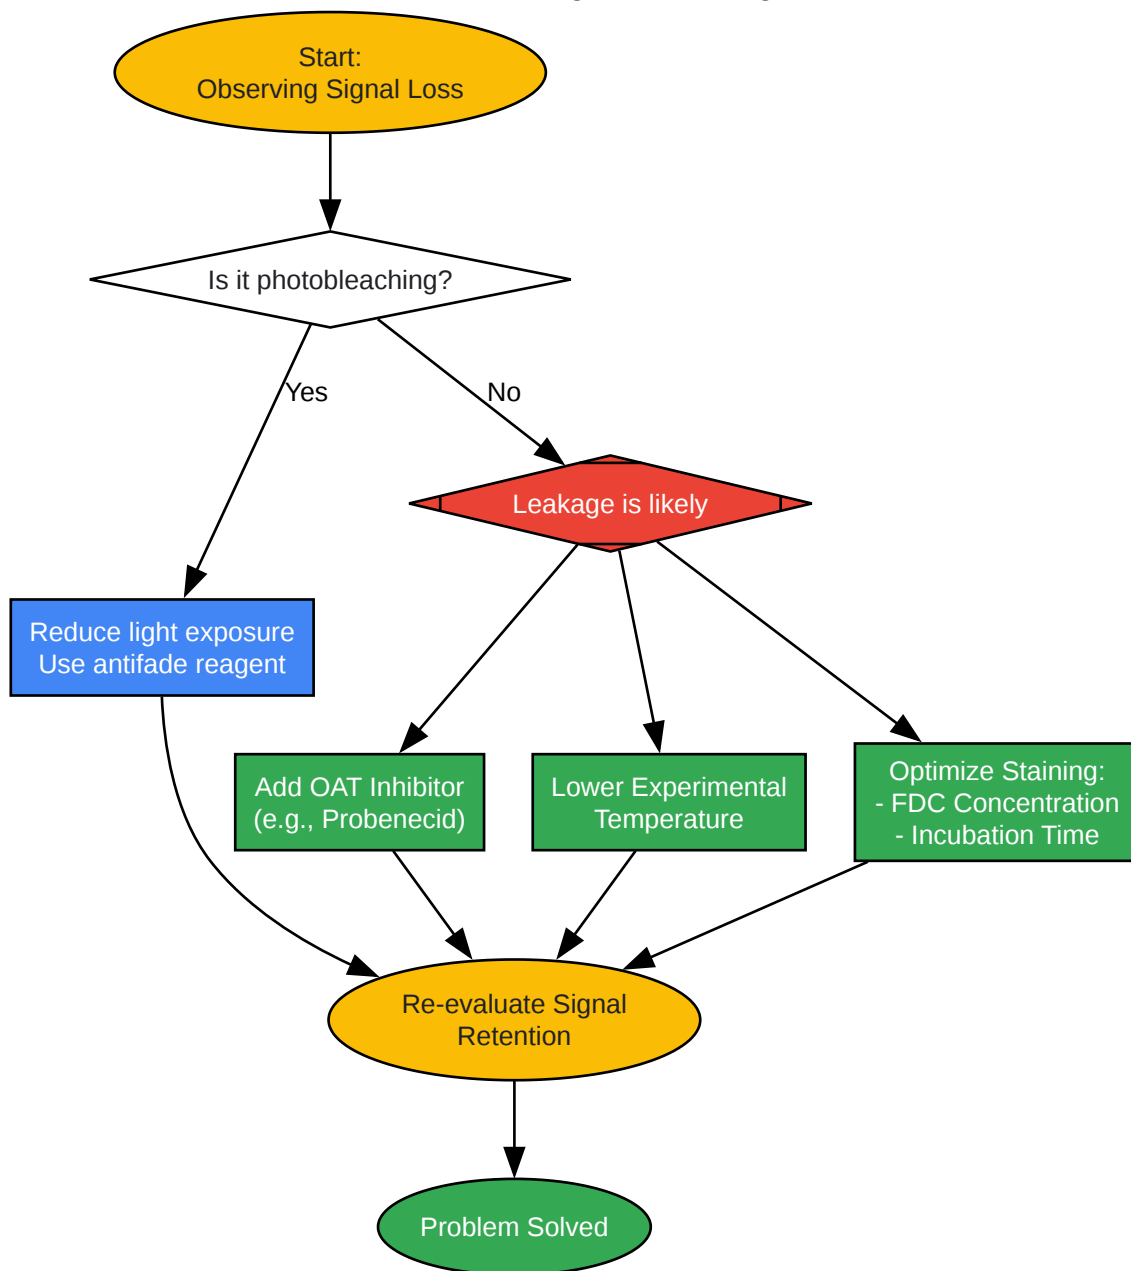 Start:
Observing Signal Loss
Is it photobleaching?
Yes
No
Leakage is likely
Reduce light exposure
Use antifade reagent
Add OAT Inhibitor
(e.g., Probenecid)
Lower Experimental
Temperature
Optimize Staining:
- FDC Concentration
- Incubation Time
Re-evaluate Signal
Retention
Problem Solved